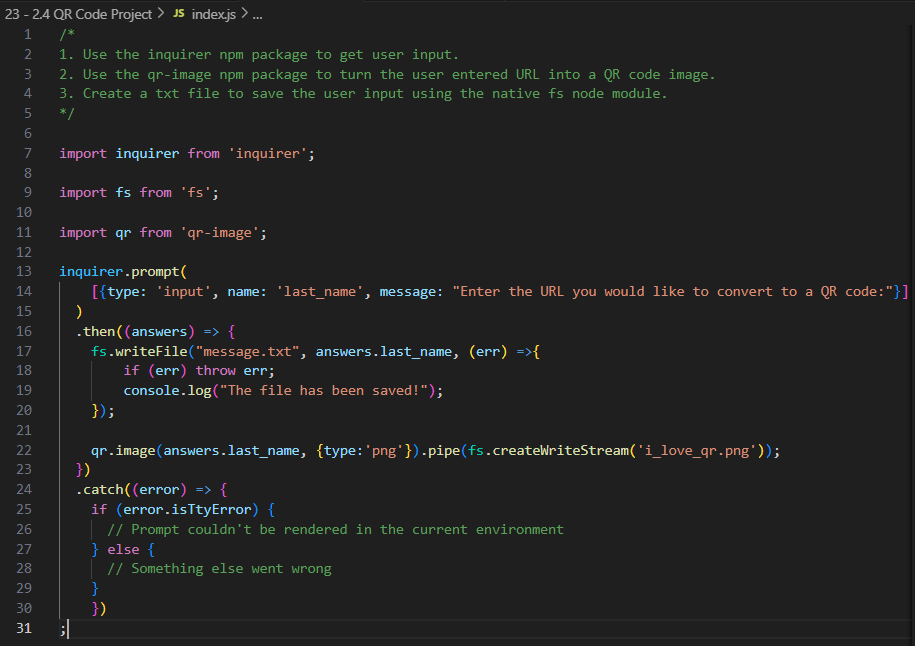 23 - 2.4 QR Code Project > JS index.js > ...
1 /*
2 1. Use the inquirer npm package to get user input.
3 2. Use the qr-image npm package to turn the user entered URL into a QR code image.
4 3. Create a txt file to save the user input using the native fs node module.
5 */
6
7 import inquirer from 'inquirer';
8
9 import fs from 'fs';
10
11 import qr from 'qr-image';
12
13 inquirer.prompt(
14     [{type: 'input', name: 'last_name', message: "Enter the URL you would like to convert to a QR code:"}]
15   )
16   .then((answers) => {
17     fs.writeFile("message.txt", answers.last_name, (err) =>{
18         if (err) throw err;
19         console.log("The file has been saved!");
20     });
21
22     qr.image(answers.last_name, {type:'png'}).pipe(fs.createWriteStream('i_love_qr.png'));
23   })
24   .catch((error) => {
25     if (error.isTtyError) {
26       // Prompt couldn't be rendered in the current environment
27     } else {
28       // Something else went wrong
29     }
30     })
31 ;